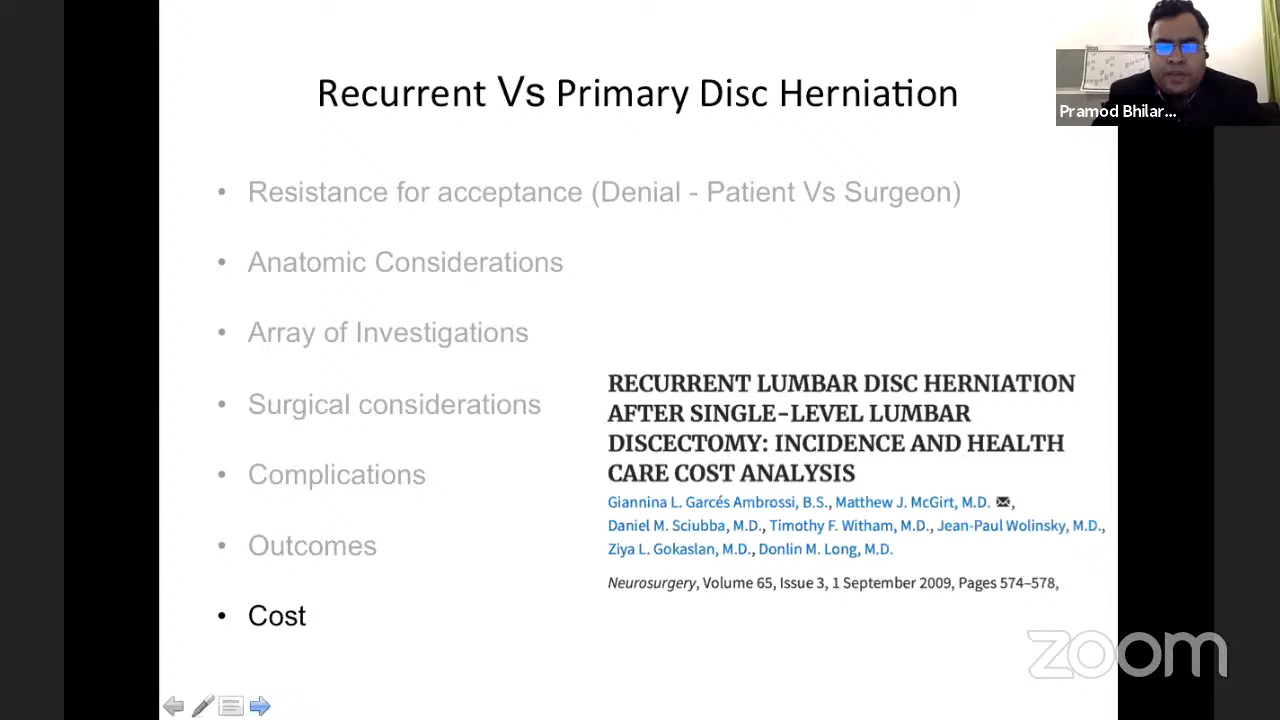 Recurrent Vs Primary Disc Herniation
Pramod Bhilar...
• Resistance for acceptance (Denial - Patient Vs Surgeon)
• Anatomic Considerations
• Array of Investigations
• Surgical considerations
• Complications
• Outcomes
• Cost
RECURRENT LUMBAR DISC HERNIATION
AFTER SINGLE-LEVEL LUMBAR
DISCECTOMY: INCIDENCE AND HEALTH
CARE COST ANALYSIS
Giannina L. Garcés Ambrossi, B.S., Matthew J. McGirt, M.D. ,
Daniel M. Sciubba, M.D., Timothy F. Witham, M.D., Jean-Paul Wolinsky, M.D.,
Ziya L. Gokaslan, M.D., Donlin M. Long, M.D.
Neurosurgery, Volume 65, Issue 3, 1 September 2009, Pages 574–578,
zoom